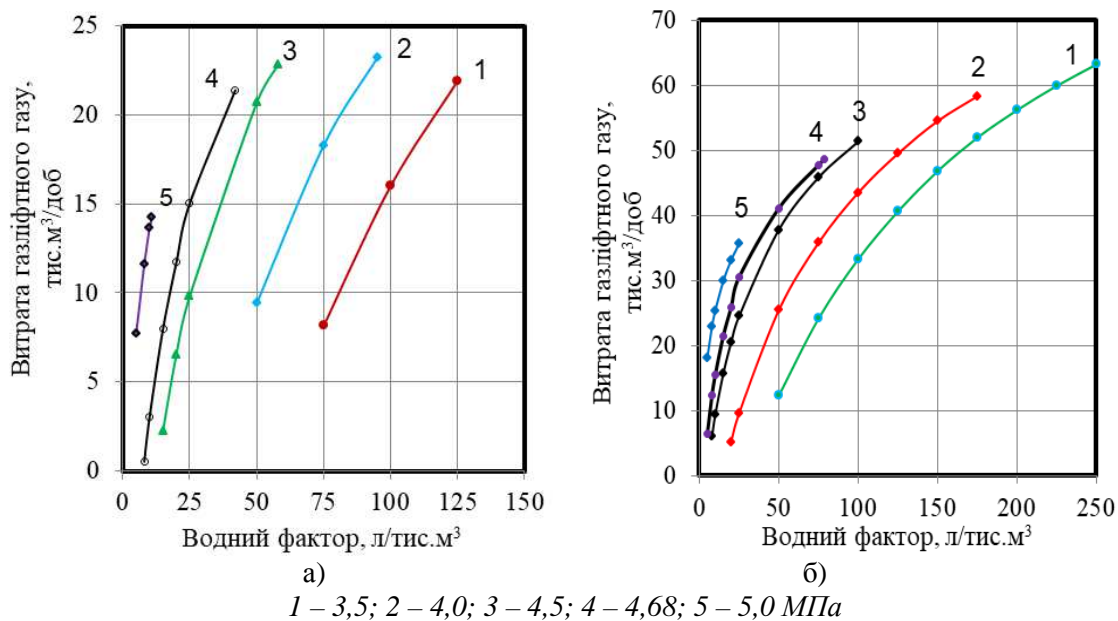 Витрата газліфтного газу,
тис.м³/доб
25
20
15
10
5
0
0 25 50 75 100 125 150
5
4
3
2
1
Водний фактор, л/тис.м³
а)
Витрата газліфтного газу,
тис.м³/доб
70
60
50
40
30
20
10
0
0 50 100 150 200 250
5
4
3
2
1
Водний фактор, л/тис.м³
б)
1 – 3,5; 2 – 4,0; 3 – 4,5; 4 – 4,68; 5 – 5,0 МПа